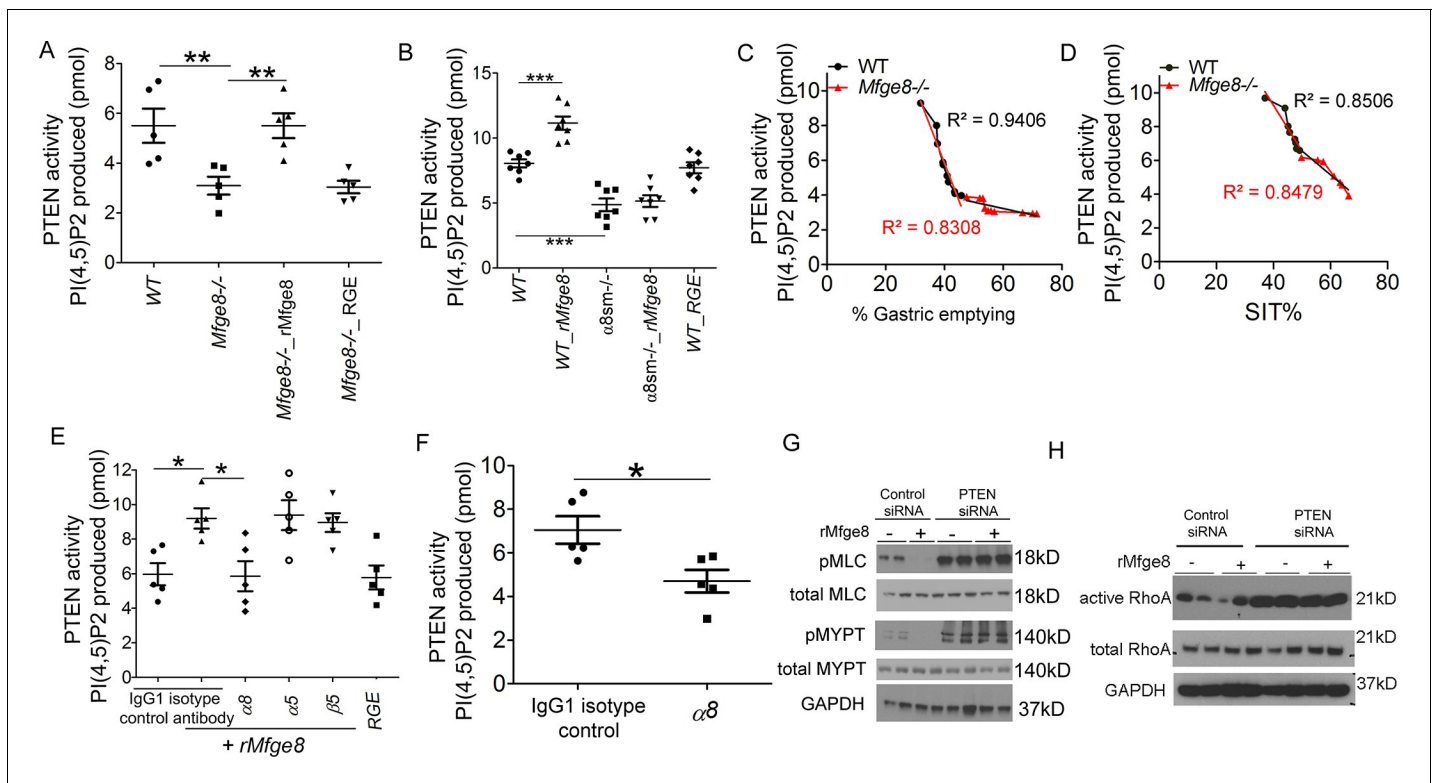 A
PTEN activity
PI(4,5)P2 produced (pmol)
8
6
4
2
0
**
**
WT
Mfge8-/-
Mfge8-/-_rMfge8
Mfge8-/-_ RGE
B
PTEN activity
PI(4,5)P2 produced (pmol)
15
10
5
0
***
***
WT
WT_rMfge8
α8sm-/-
α8sm-/-_rMfge8
WT_RGE
C
WT
Mfge8-/-
PTEN activity
PI(4,5)P2 produced (pmol)
10
8
6
4
2
0
R² = 0.9406
R² = 0.8308
0 20 40 60 80
% Gastric emptying
D
WT
Mfge8-/-
PTEN activity
PI(4,5)P2 produced (pmol)
10
8
6
4
2
0
R² = 0.8506
R² = 0.8479
0 20 40 60 80
SIT%
E
PTEN activity
PI(4,5)P2 produced (pmol)
12
10
8
6
4
2
0
* *
IgG1 isotype
control antibody
α8
α5
β5
RGE
+ rMfge8
F
PTEN activity
PI(4,5)P2 produced (pmol)
10
8
6
4
2
0
*
IgG1 isotype
control
α8
G
Control
siRNA
PTEN
siRNA
rMfge8 - + - +
pMLC 18kD
total MLC 18kD
pMYPT 140kD
total MYPT 140kD
GAPDH 37kD
H
Control
siRNA
PTEN
siRNA
rMfge8 - + - +
active RhoA 21kD
total RhoA 21kD
GAPDH 37kD